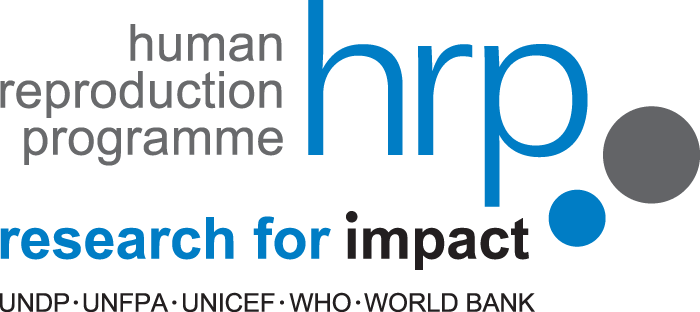 human
reproduction
programme
hrp
research for impact
UNDP · UNFPA · UNICEF · WHO · WORLD BANK